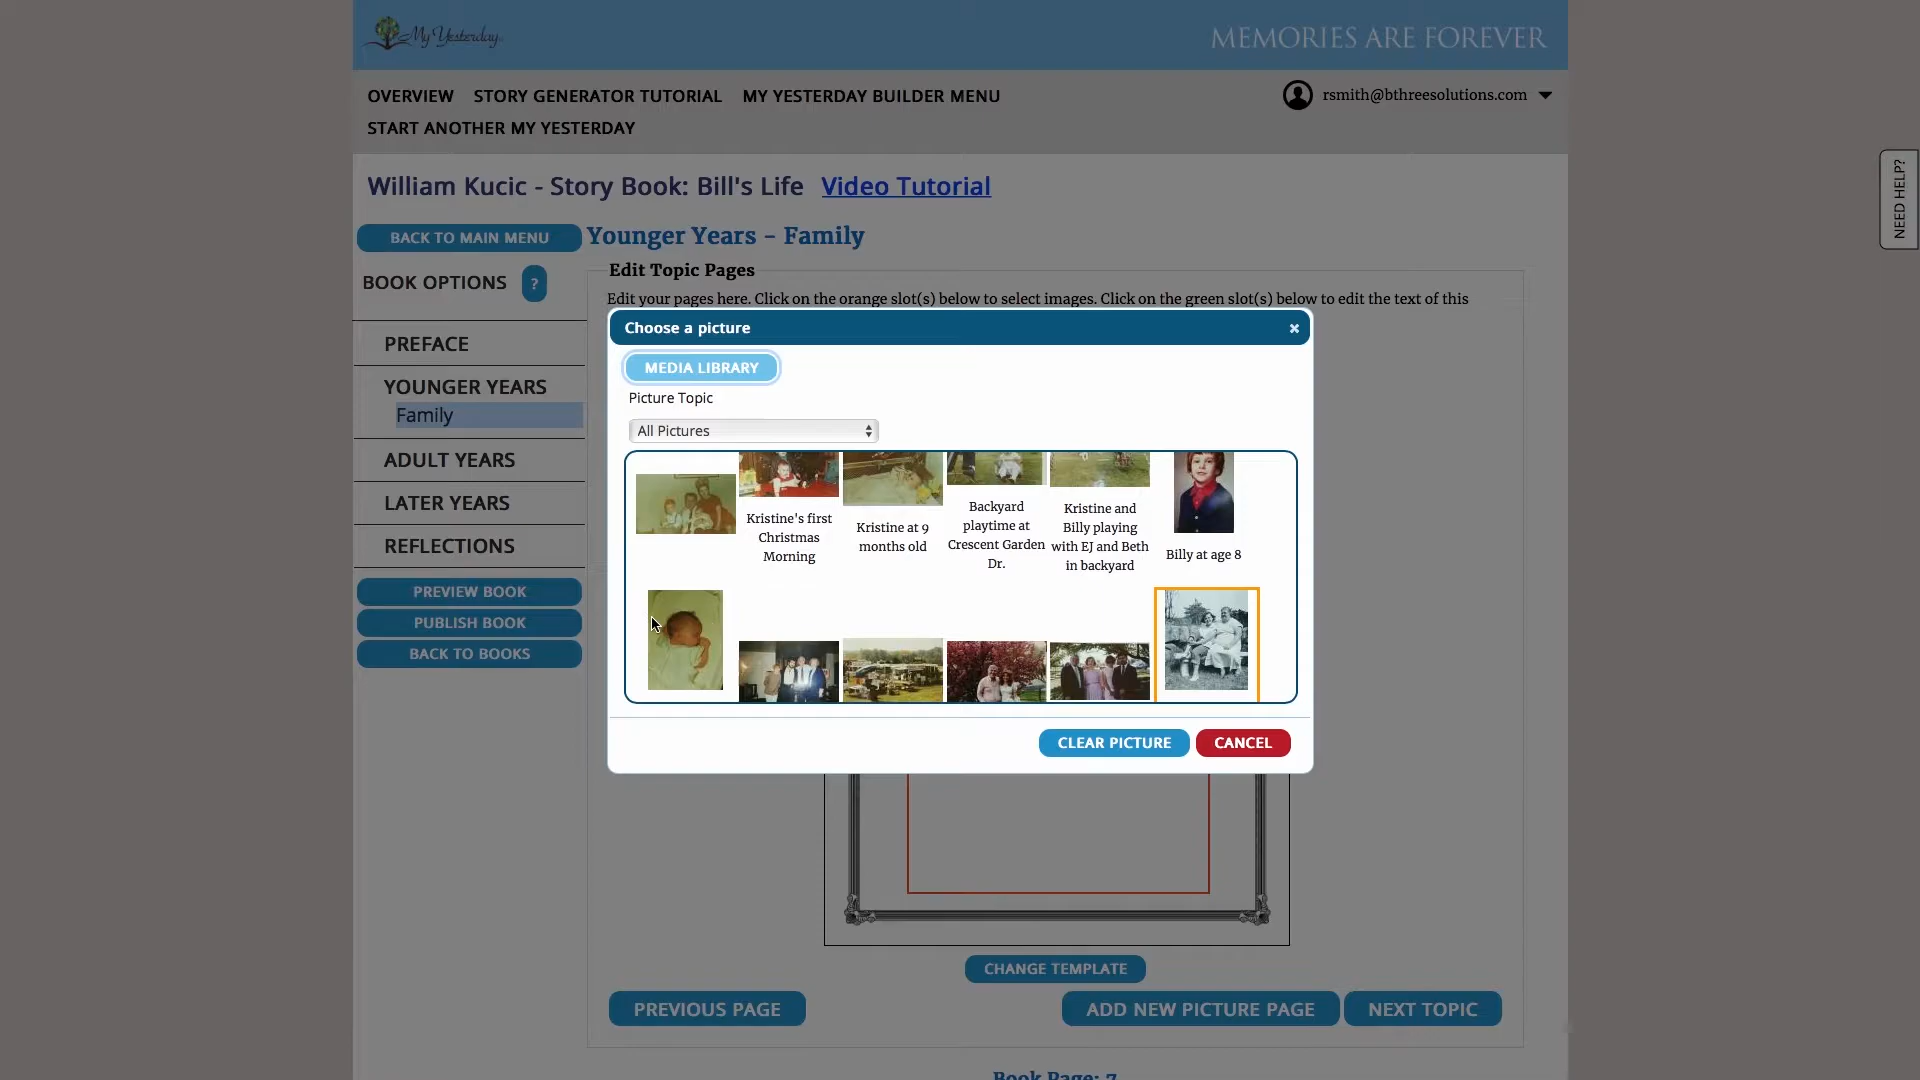 My Yesterday
MEMORIES ARE FOREVER
OVERVIEW STORY GENERATOR TUTORIAL MY YESTERDAY BUILDER MENU
rsmith@bthreesolutions.com
START ANOTHER MY YESTERDAY
NEED HELP?
William Kucic - Story Book: Bill's Life Video Tutorial
BACK TO MAIN MENU
Younger Years - Family
BOOK OPTIONS ?
Edit Topic Pages
Edit your pages here. Click on the orange slot(s) below to select images. Click on the green slot(s) below to edit the text of this
PREFACE
YOUNGER YEARS
Family
ADULT YEARS
LATER YEARS
REFLECTIONS
PREVIEW BOOK
PUBLISH BOOK
BACK TO BOOKS
Choose a picture
MEDIA LIBRARY
Picture Topic
All Pictures
Kristine's first
Christmas
Morning
Kristine at 9
months old
Backyard
playtime at
Crescent Garden
Dr.
Kristine and
Billy playing
with EJ and Beth
in backyard
Billy at age 8
CLEAR PICTURE
CANCEL
CHANGE TEMPLATE
PREVIOUS PAGE
ADD NEW PICTURE PAGE
NEXT TOPIC
Book Page: 7